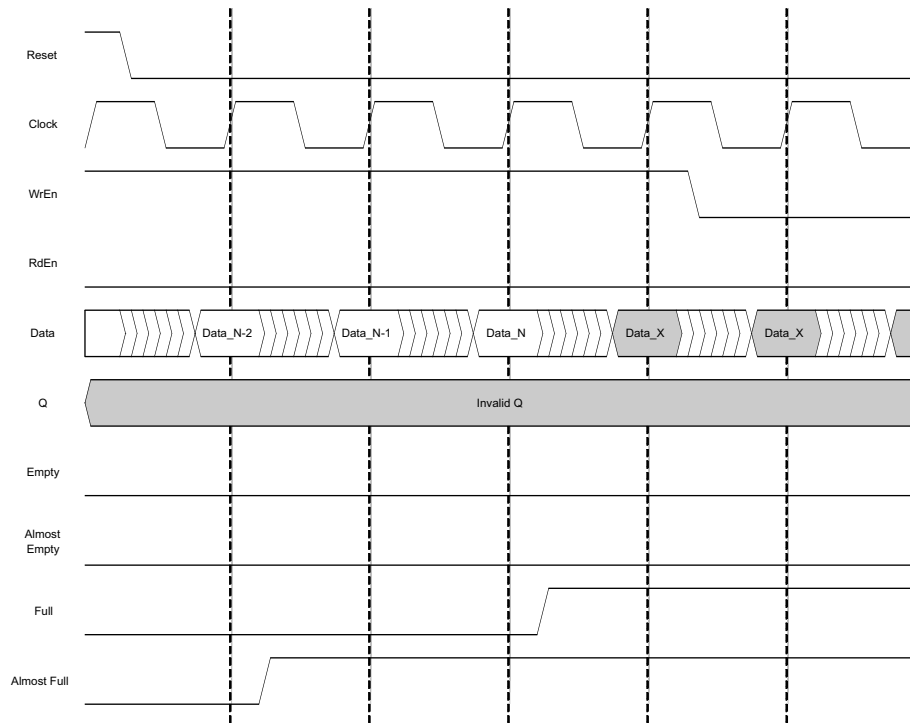 Reset
Clock
WrEn
RdEn
Data
Data_N-2
Data_N-1
Data_N
Data_X
Data_X
Q
Invalid Q
Empty
Almost
Empty
Full
Almost Full